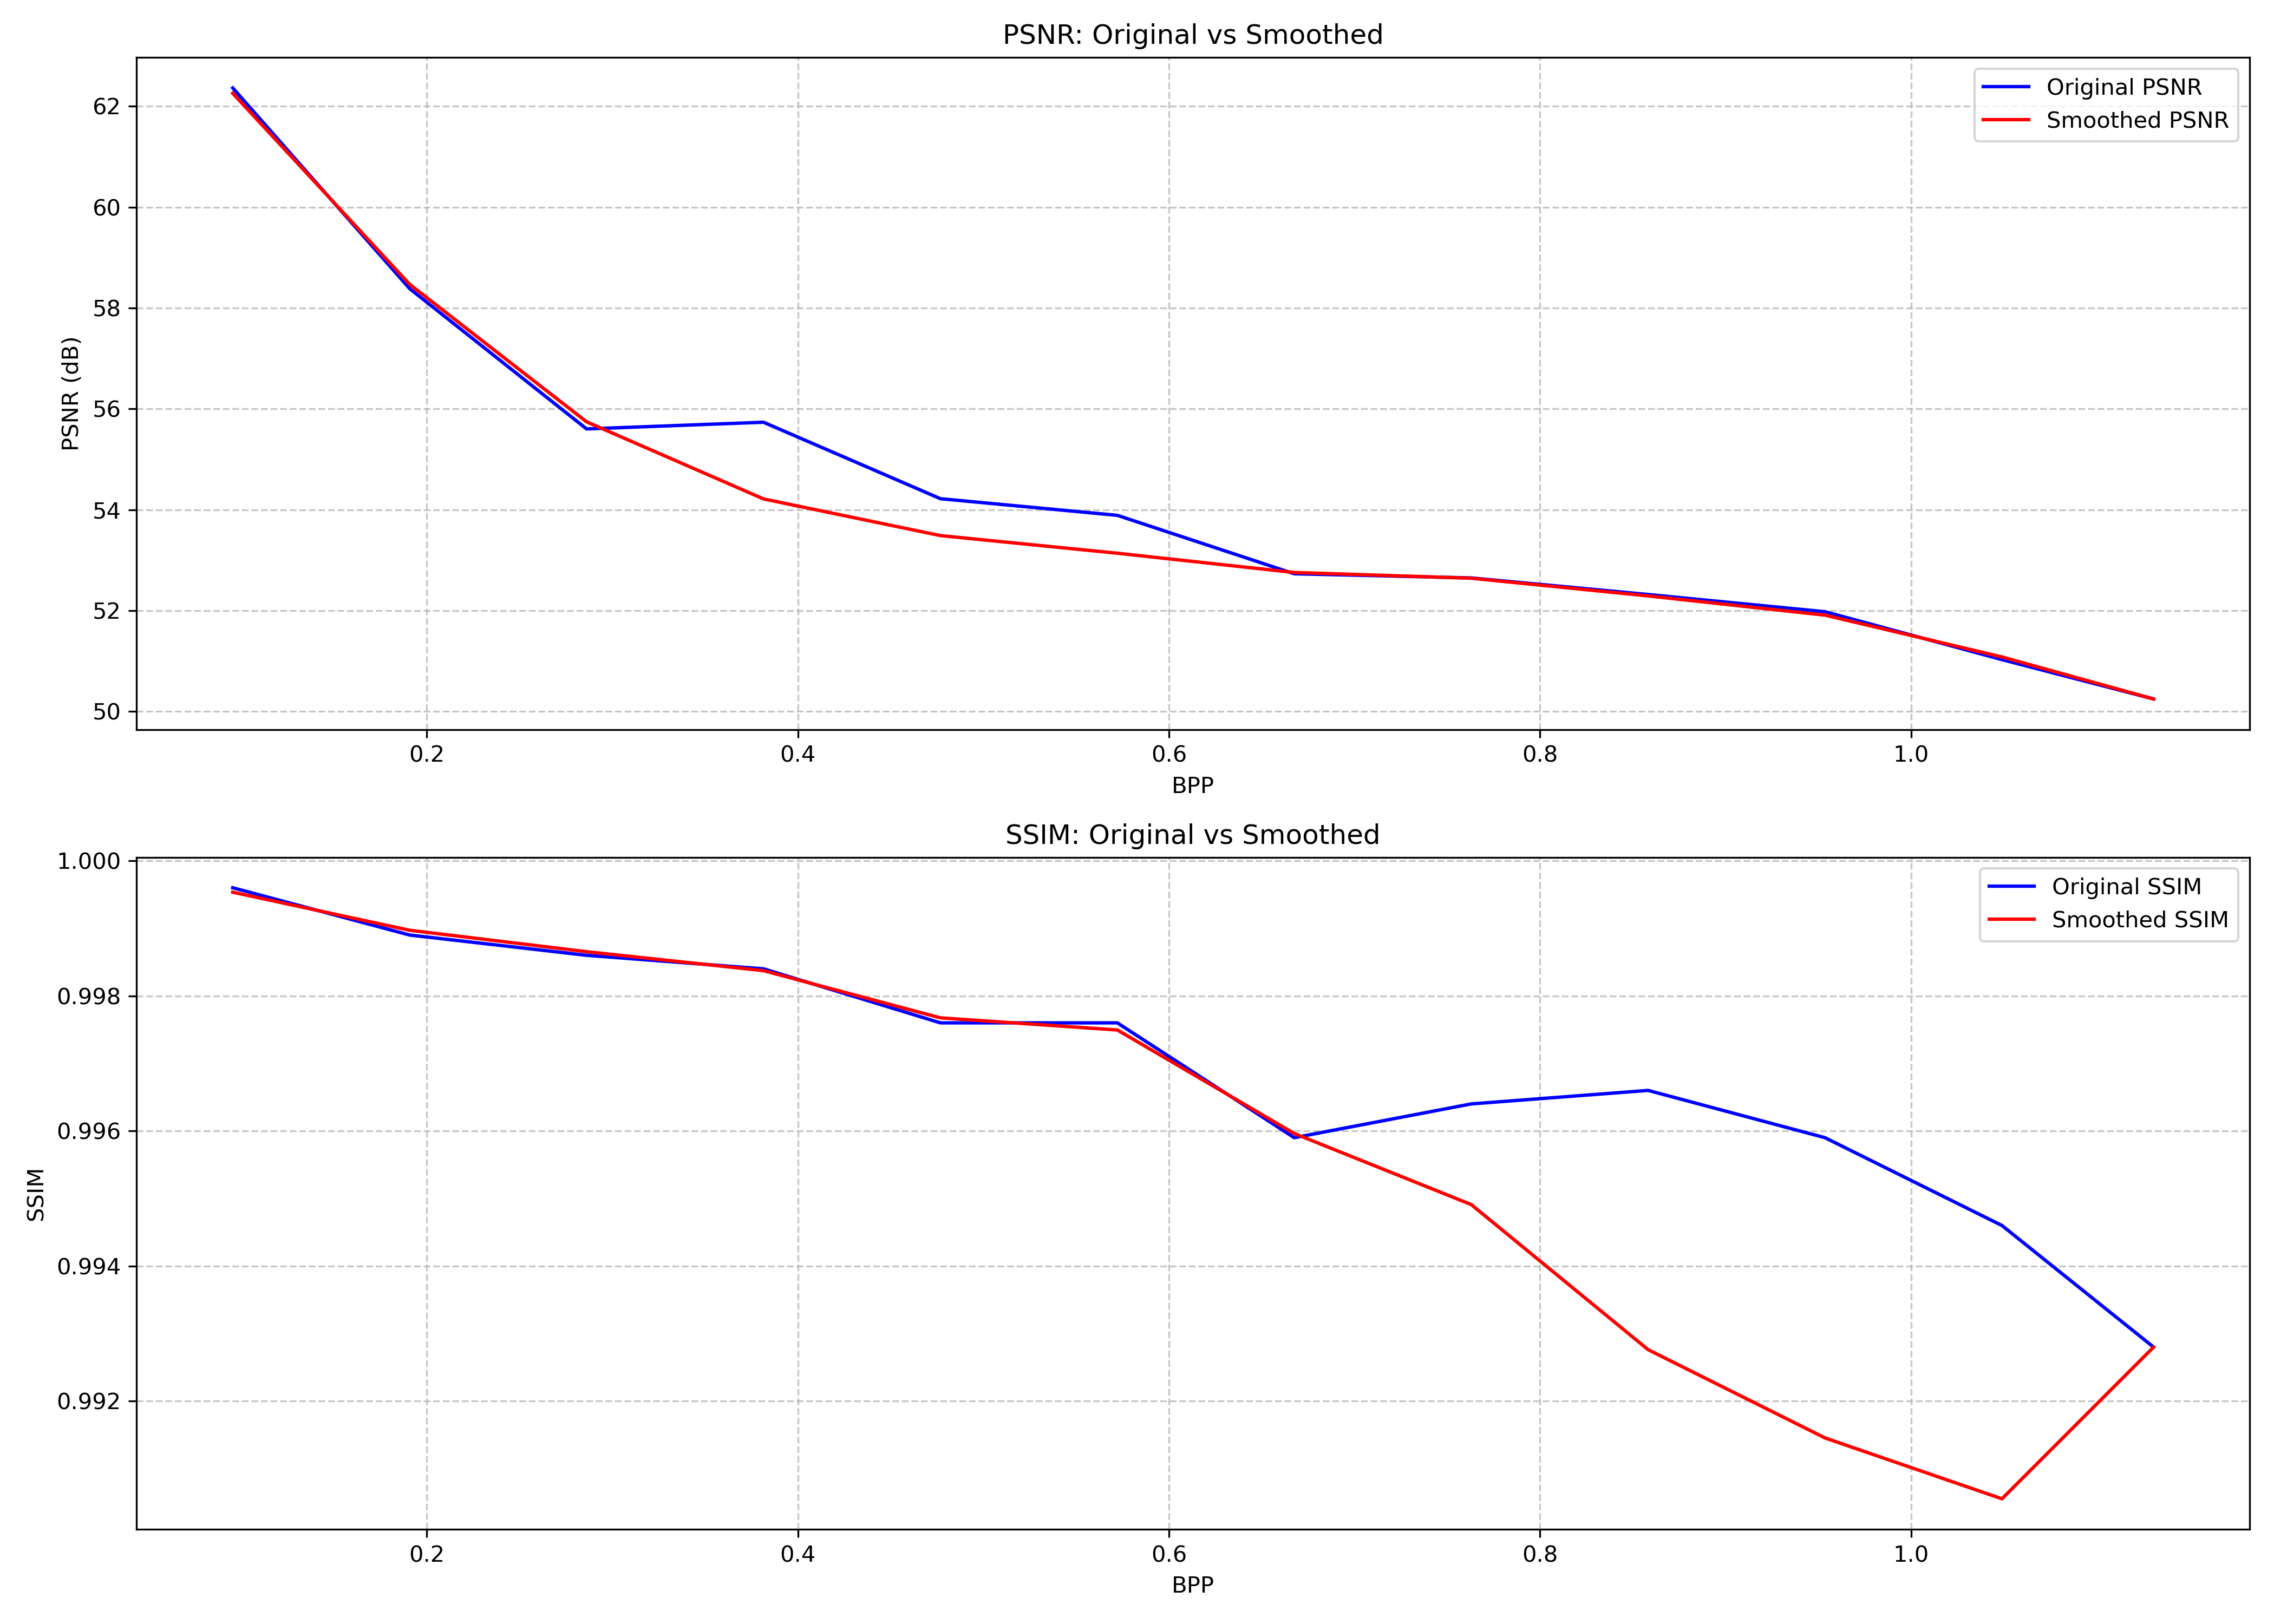 PSNR: Original vs Smoothed
Original PSNR
Smoothed PSNR
62
60
58
56
54
52
50
PSNR (dB)
0.2 0.4 0.6 0.8 1.0
BPP
SSIM: Original vs Smoothed
Original SSIM
Smoothed SSIM
1.000
0.998
0.996
0.994
0.992
SSIM
0.2 0.4 0.6 0.8 1.0
BPP